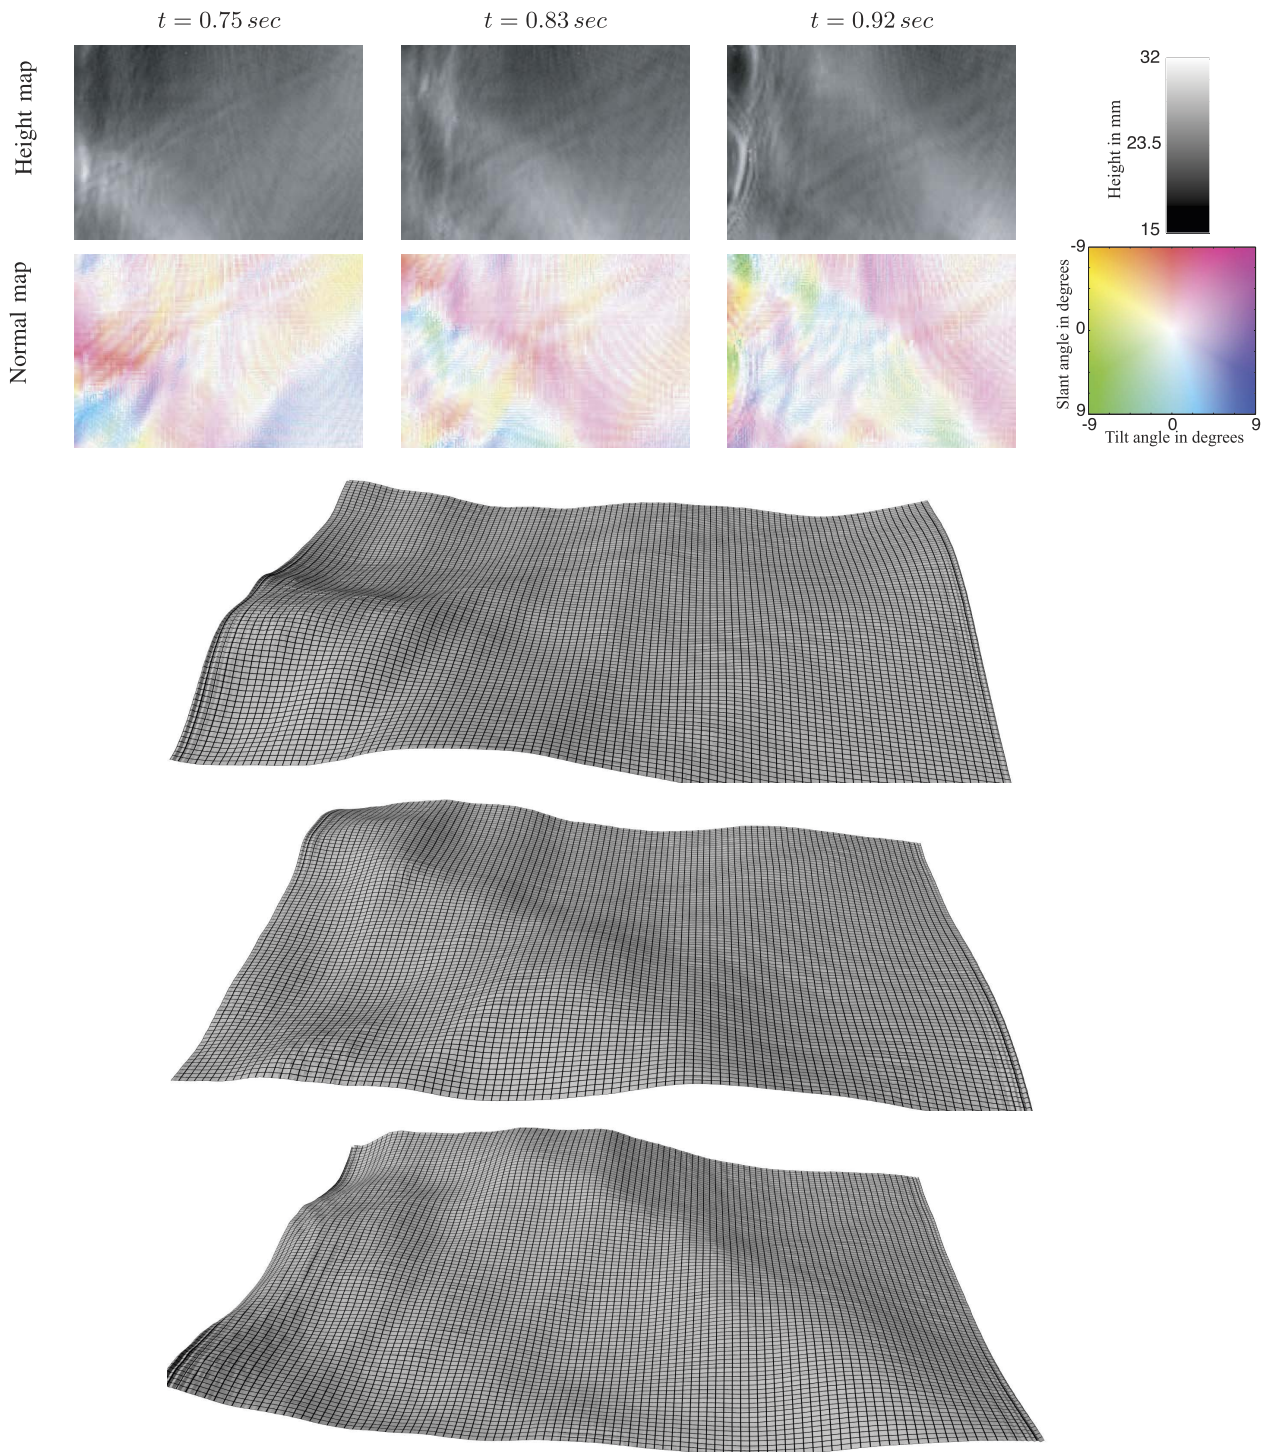 t = 0.75 sec
t = 0.83 sec
t = 0.92 sec
Height map
Height in mm
32
23.5
15
Normal map
Slant angle in degrees
-9
0
9
-9
0
9
Tilt angle in degrees